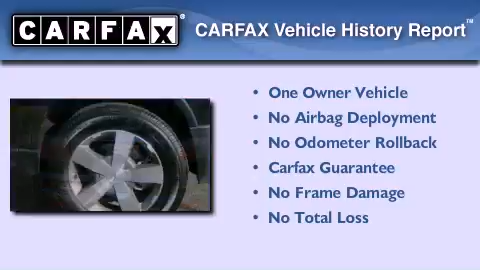 CARFAX® CARFAX Vehicle History Report™
• One Owner Vehicle
• No Airbag Deployment
• No Odometer Rollback
• Carfax Guarantee
• No Frame Damage
• No Total Loss